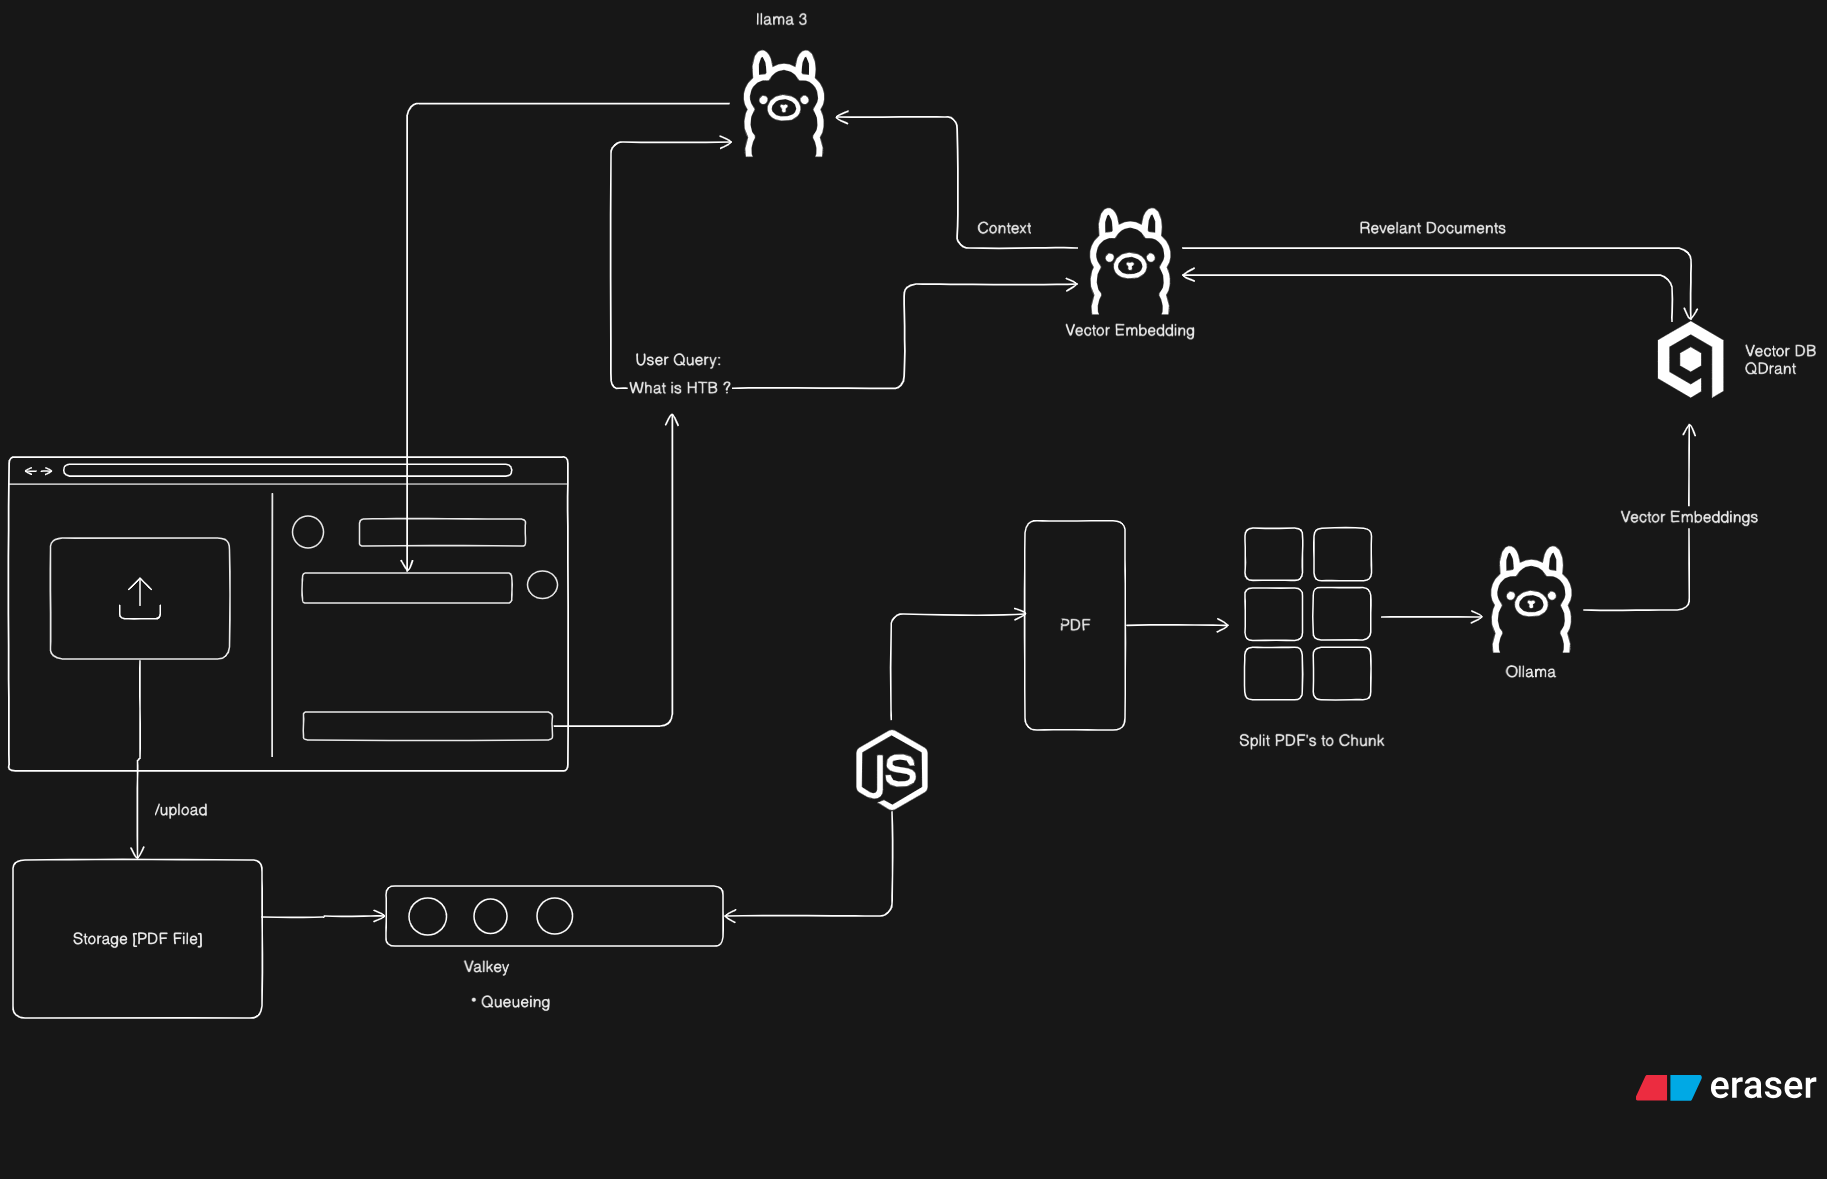 llama 3
Context
Revelant Documents
Vector Embedding
Vector DB
QDrant
User Query:
What is HTB ?
Vector Embeddings
PDF
Ollama
Split PDF's to Chunk
JS
/upload
Storage [PDF File]
Valkey
• Queueing
eraser